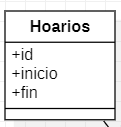 Hoarios
+id
+inicio
+fin